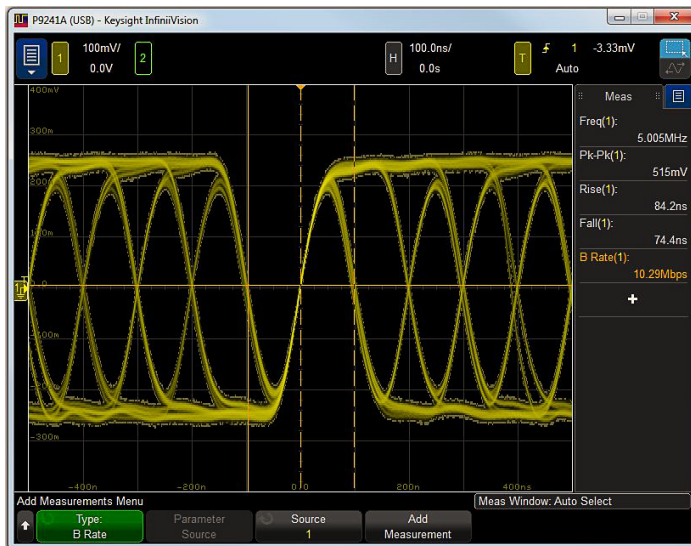 P9241A (USB) - Keysight InfiniiVision
1 100mV/ 0.0V 2 H 100.0ns/ 0.0s T 1 -3.33mV Auto
Meas
Freq(1):
5.005MHz
Pk-Pk(1):
515mV
Rise(1):
84.2ns
Fall(1):
74.4ns
B Rate(1):
10.29Mbps
400mV
300m
200m
100m
0.0
-100m
-200m
-300m
-400n -200n 0.0 200n 400ns
Add Measurements Menu
Meas Window: Auto Select
Type:
B Rate
Parameter
Source
Source
1
Add
Measurement